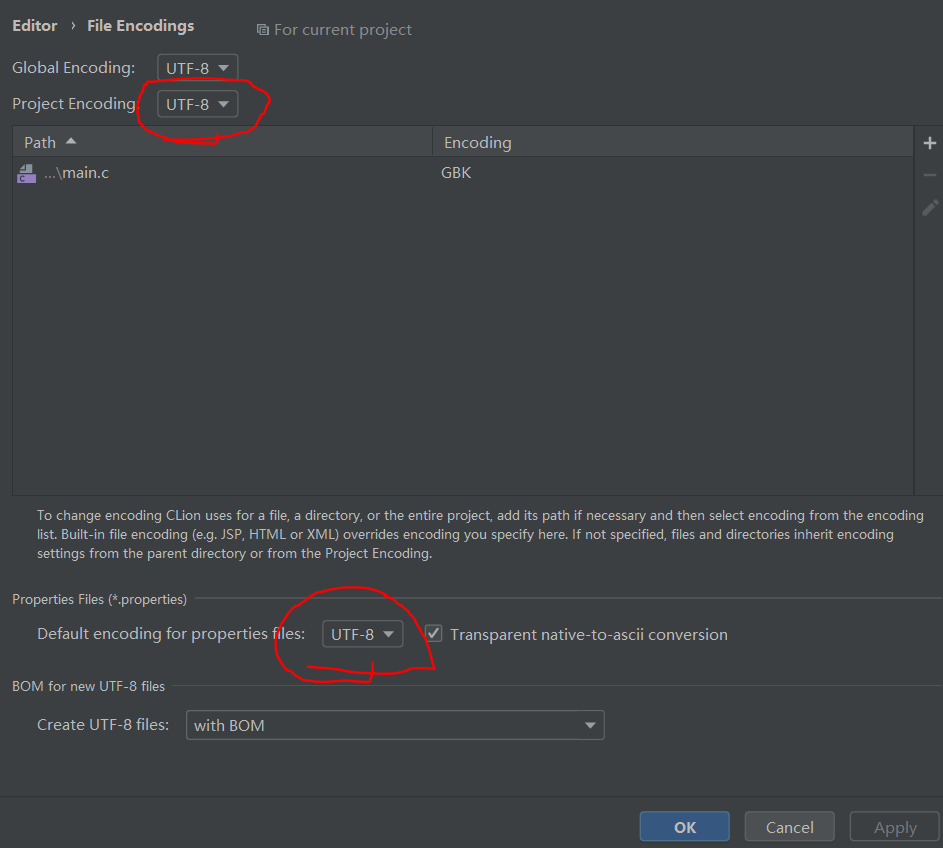 Editor › File Encodings
For current project
Global Encoding: UTF-8
Project Encoding: UTF-8
Path Encoding
...\main.c GBK
To change encoding CLion uses for a file, a directory, or the entire project, add its path if necessary and then select encoding from the encoding
list. Built-in file encoding (e.g. JSP, HTML or XML) overrides encoding you specify here. If not specified, files and directories inherit encoding
settings from the parent directory or from the Project Encoding.
Properties Files (*.properties)
Default encoding for properties files: UTF-8 Transparent native-to-ascii conversion
BOM for new UTF-8 files
Create UTF-8 files: with BOM
OK Cancel Apply